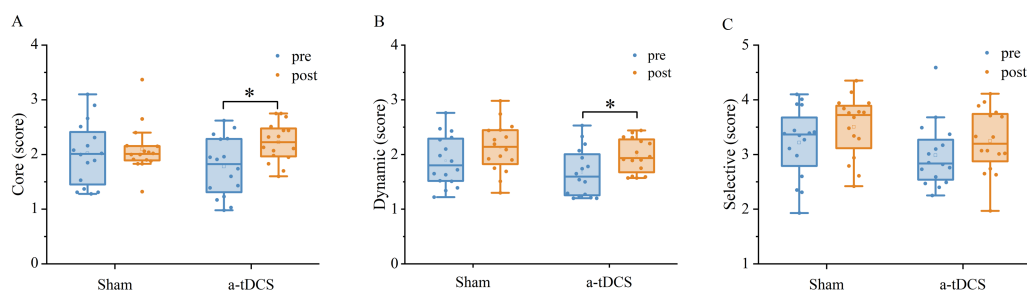 A
Core (score)
4
3
2
1
0
pre
post
*
Sham
a-tDCS
B
Dynamic (score)
4
3
2
1
0
pre
post
*
Sham
a-tDCS
C
Selective (score)
5
4
3
2
1
pre
post
Sham
a-tDCS